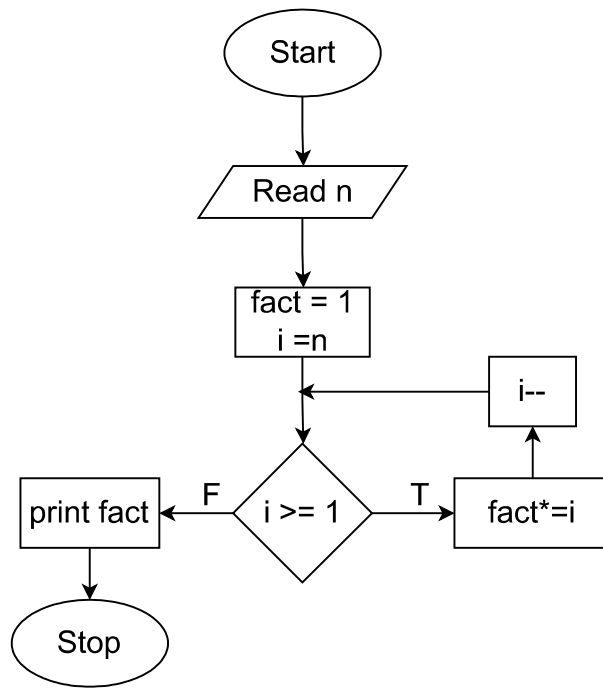 Start
Read n
fact = 1
i =n
i--
F
T
print fact
i >= 1
fact*=i
Stop